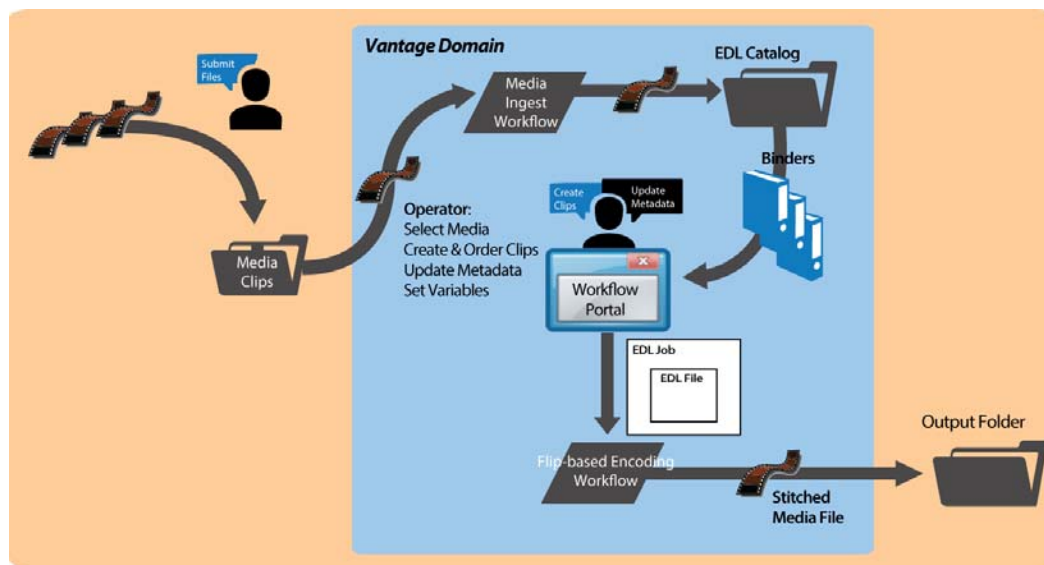 Vantage Domain
Submit
Files
Media
Ingest
Workflow
EDL Catalog
Binders
Create
Clips
Update
Metadata
Operator:
Select Media
Create & Order Clips
Update Metadata
Set Variables
Media
Clips
Workflow
Portal
EDL Job
EDL File
Flip-based Encoding
Workflow
Stitched
Media File
Output Folder